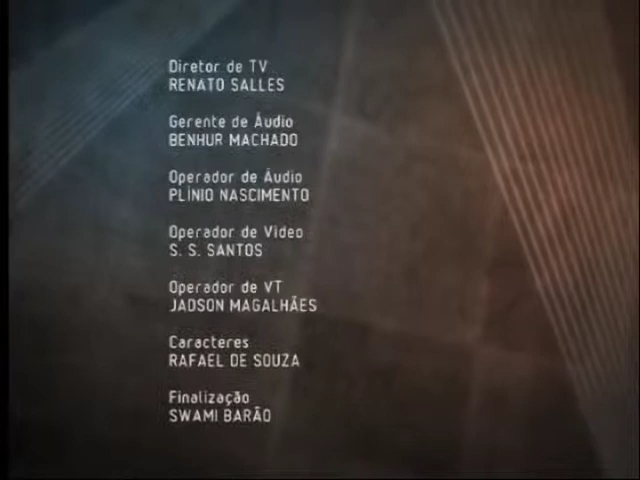 Diretor de TV
RENATO SALLES
Gerente de Áudio
BENHUR MACHADO
Operador de Áudio
PLÍNIO NASCIMENTO
Operador de Vídeo
S. S. SANTOS
Operador de VT
JADSON MAGALHÃES
Caracteres
RAFAEL DE SOUZA
Finalização
SWAMI BARÃO